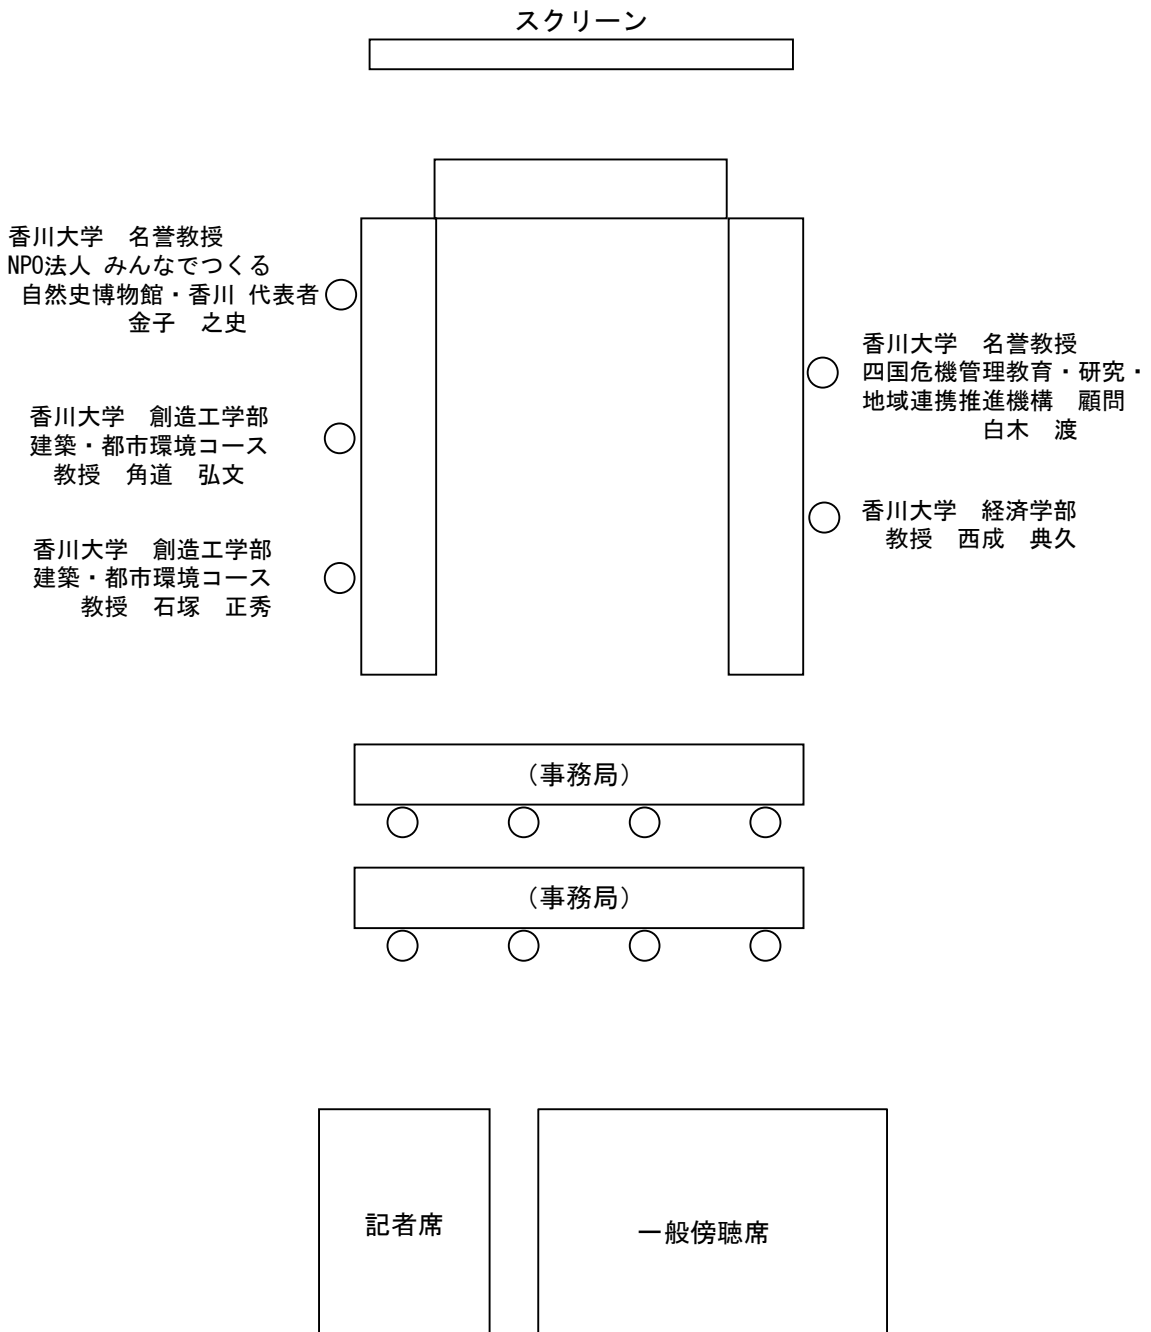 スクリーン
香川大学　名誉教授
NPO法人 みんなでつくる
自然史博物館・香川 代表者
金子　之史
香川大学　名誉教授
四国危機管理教育・研究・
地域連携推進機構　顧問
白木　渡
香川大学　創造工学部
建築・都市環境コース
教授　角道　弘文
香川大学　経済学部
教授　西成　典久
香川大学　創造工学部
建築・都市環境コース
教授　石塚　正秀
（事務局）
（事務局）
記者席
一般傍聴席